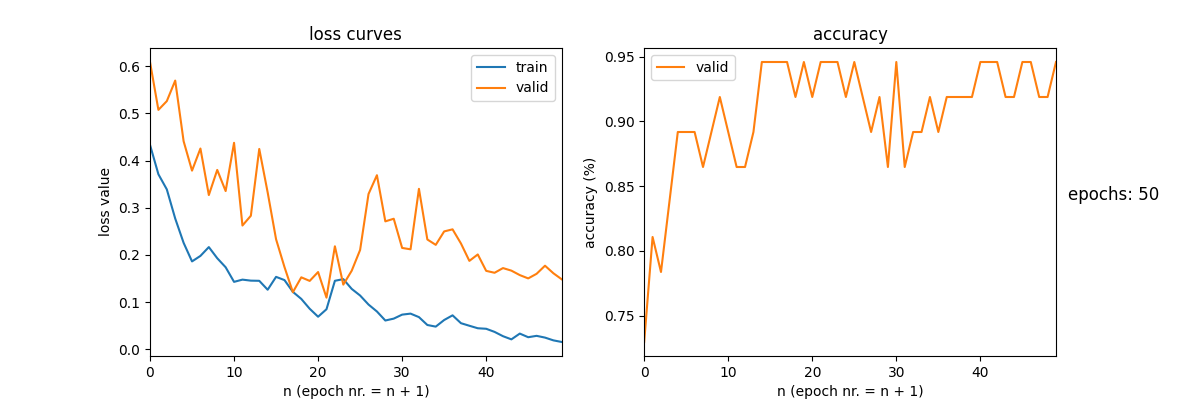 loss curves
loss value
0.6
0.5
0.4
0.3
0.2
0.1
0.0
0 10 20 30 40
n (epoch nr. = n + 1)
train
valid
accuracy
accuracy (%)
0.95
0.90
0.85
0.80
0.75
0 10 20 30 40
n (epoch nr. = n + 1)
valid
epochs: 50